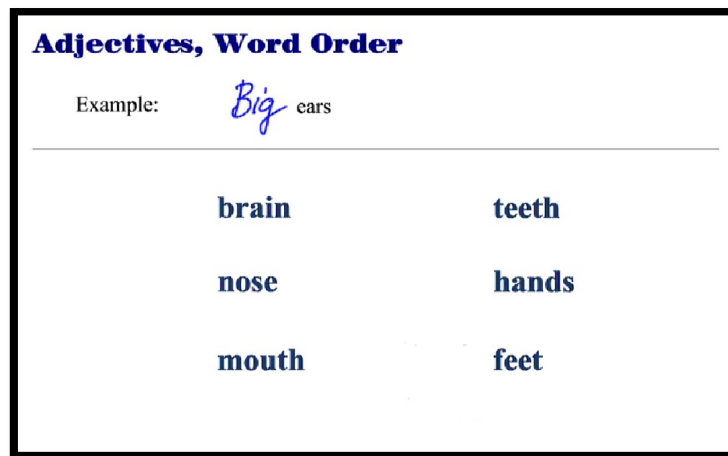 Adjectives, Word Order
Example: Big ears
brain teeth
nose hands
mouth feet